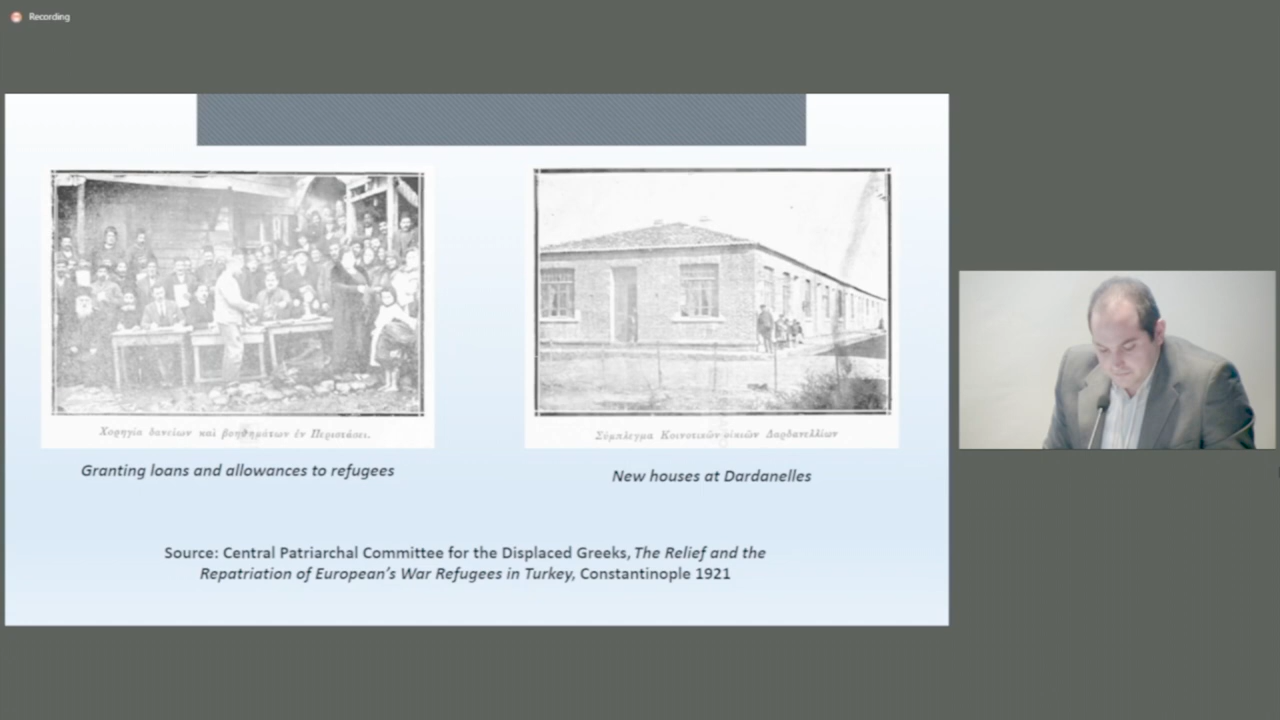 Recording
Χορηγία δανείων καὶ βοηθημάτων ἐν Περιστάσει.
Σύμπλεγμα Κοινοτικῶν οἰκιῶν Δαρδανελλίων
Granting loans and allowances to refugees
New houses at Dardanelles
Source: Central Patriarchal Committee for the Displaced Greeks, The Relief and the
Repatriation of European's War Refugees in Turkey, Constantinople 1921